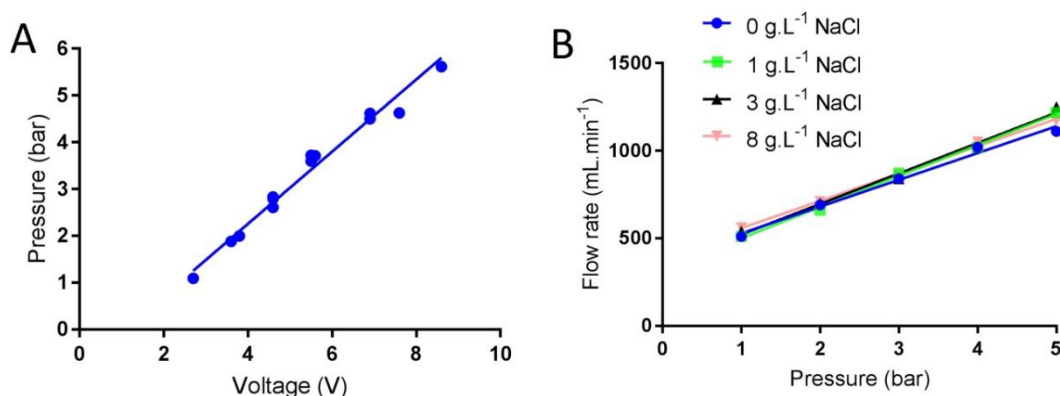 A
6
5
4
3
2
1
0
Pressure (bar)
0 2 4 6 8 10
Voltage (V)
B
0 g.L⁻¹ NaCl
1 g.L⁻¹ NaCl
3 g.L⁻¹ NaCl
8 g.L⁻¹ NaCl
1500
1000
500
0
Flow rate (mL.min⁻¹)
0 1 2 3 4 5
Pressure (bar)